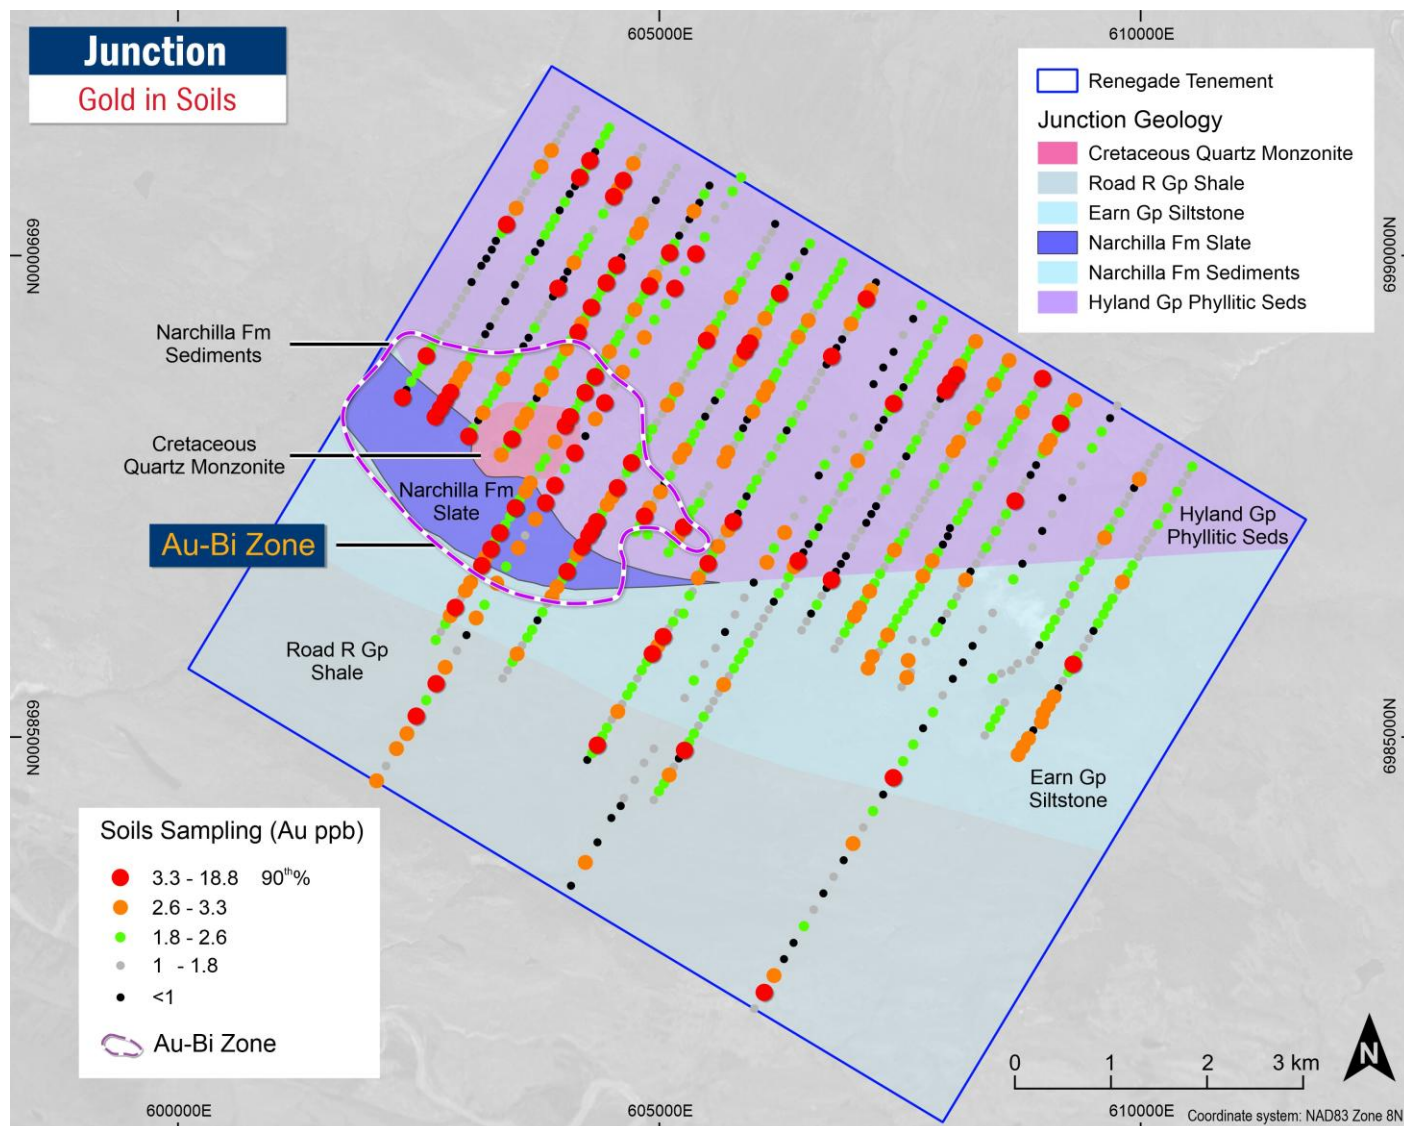 Junction
Gold in Soils
605000E
610000E
Renegade Tenement
Junction Geology
Cretaceous Quartz Monzonite
Road R Gp Shale
Earn Gp Siltstone
Narchilla Fm Slate
Narchilla Fm Sediments
Hyland Gp Phyllitic Seds
6990000N
6990000N
Narchilla Fm
Sediments
Cretaceous
Quartz Monzonite
Narchilla Fm
Slate
Au-Bi Zone
Hyland Gp
Phyllitic Seds
Road R Gp
Shale
6985000N
6985000N
Earn Gp
Siltstone
Soils Sampling (Au ppb)
3.3 - 18.8 90th%
2.6 - 3.3
1.8 - 2.6
1 - 1.8
<1
Au-Bi Zone
N
0 1 2 3 km
600000E
605000E
610000E
Coordinate system: NAD83 Zone 8N